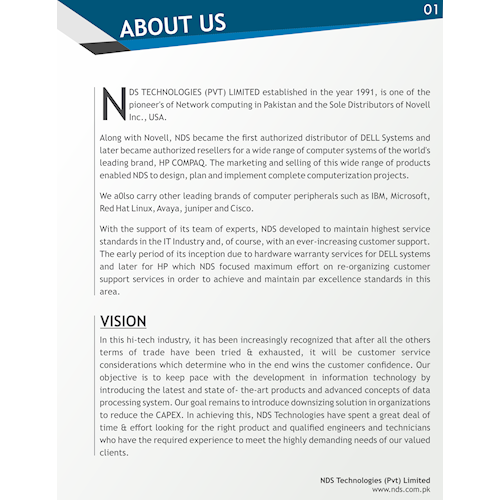 ABOUT US
01
NDS TECHNOLOGIES (PVT) LIMITED established in the year 1991, is one of the
pioneer's of Network computing in Pakistan and the Sole Distributors of Novell
Inc., USA.
Along with Novell, NDS became the first authorized distributor of DELL Systems and
later became authorized resellers for a wide range of computer systems of the world's
leading brand, HP COMPAQ. The marketing and selling of this wide range of products
enabled NDS to design, plan and implement complete computerization projects.
We a0lso carry other leading brands of computer peripherals such as IBM, Microsoft,
Red Hat Linux, Avaya, juniper and Cisco.
With the support of its team of experts, NDS developed to maintain highest service
standards in the IT Industry and, of course, with an ever-increasing customer support.
The early period of its inception due to hardware warranty services for DELL systems
and later for HP which NDS focused maximum effort on re-organizing customer
support services in order to achieve and maintain par excellence standards in this
area.
VISION
In this hi-tech industry, it has been increasingly recognized that after all the others
terms of trade have been tried & exhausted, it will be customer service
considerations which determine who in the end wins the customer confidence. Our
objective is to keep pace with the development in information technology by
introducing the latest and state of- the-art products and advanced concepts of data
processing system. Our goal remains to introduce downsizing solution in organizations
to reduce the CAPEX. In achieving this, NDS Technologies have spent a great deal of
time & effort looking for the right product and qualified engineers and technicians
who have the required experience to meet the highly demanding needs of our valued
clients.
NDS Technologies (Pvt) Limited
www.nds.com.pk